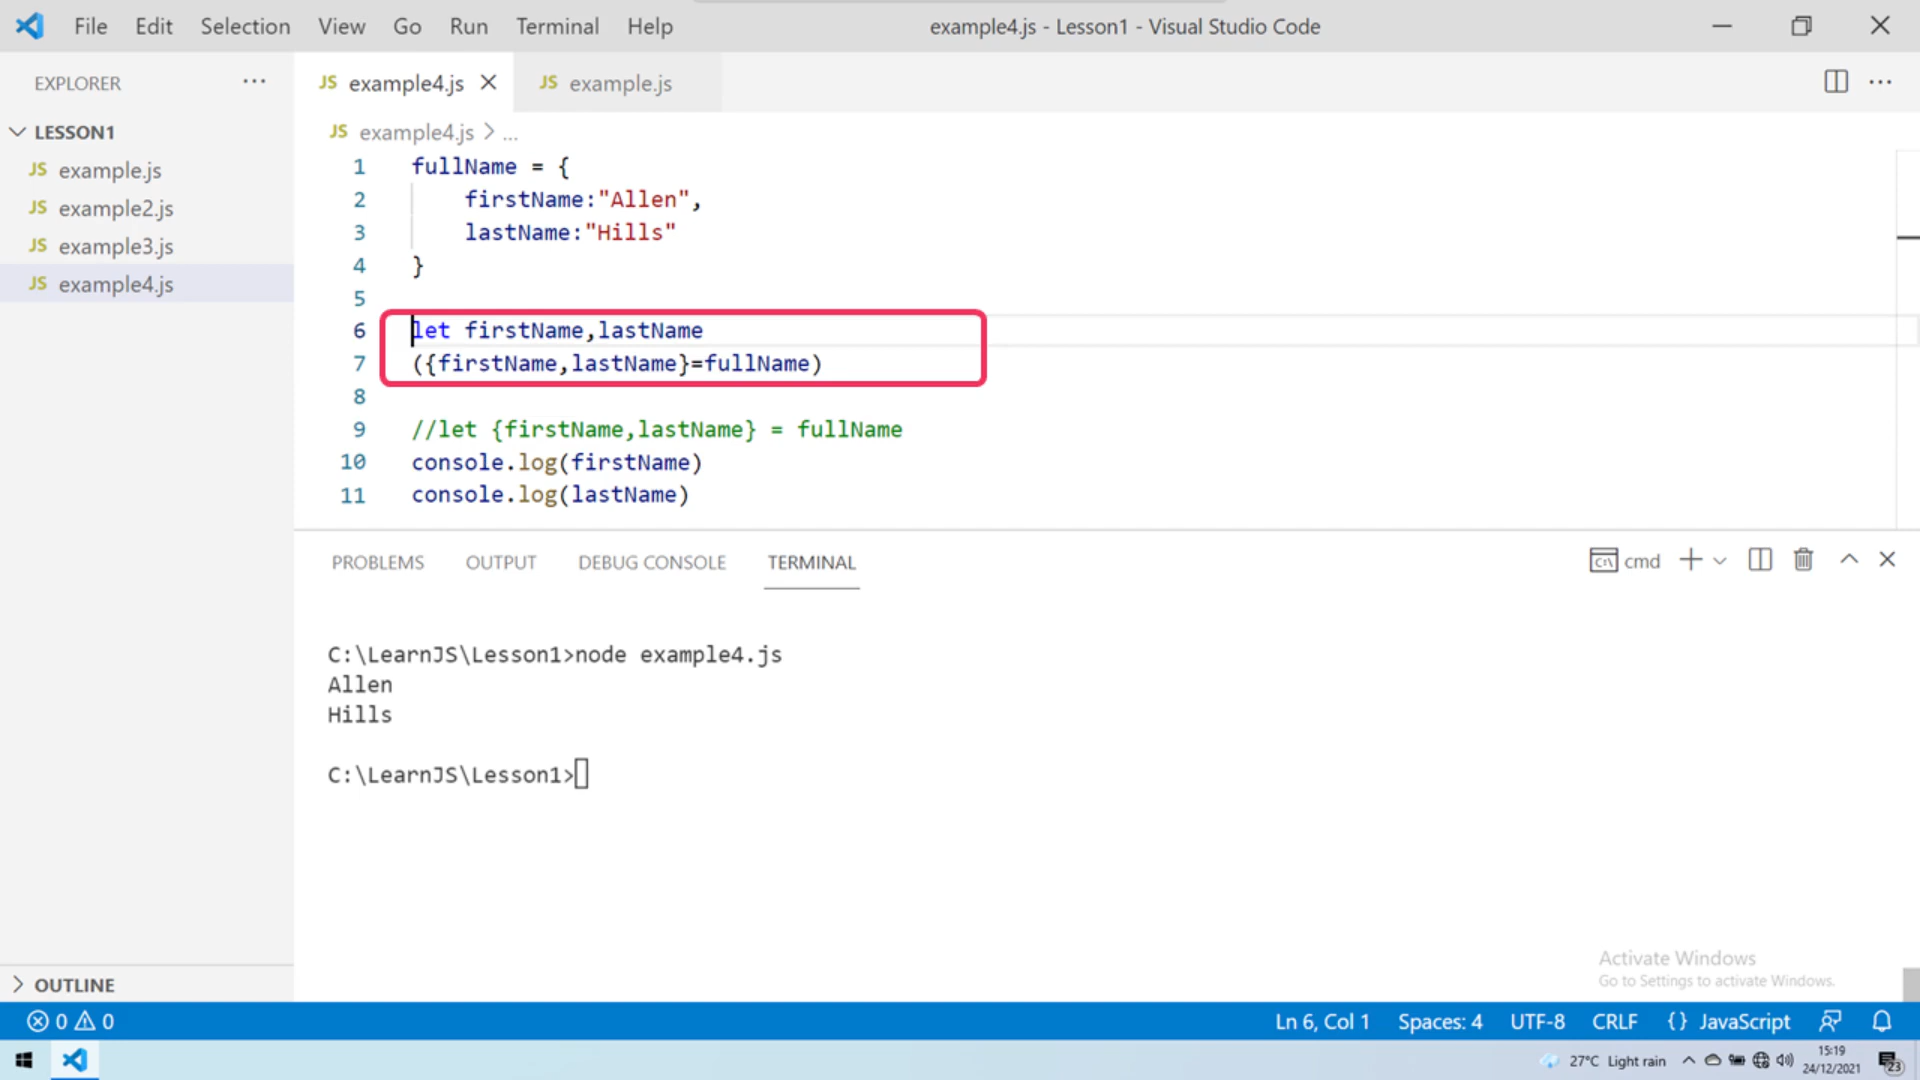 File Edit Selection View Go Run Terminal Help
example4.js - Lesson1 - Visual Studio Code
EXPLORER
LESSON1
JS example.js
JS example2.js
JS example3.js
JS example4.js
OUTLINE
JS example4.js
JS example.js
JS example4.js > ...
1 fullName = {
2 firstName:"Allen",
3 lastName:"Hills"
4 }
5
6 let firstName,lastName
7 ({firstName,lastName}=fullName)
8
9 //let {firstName,lastName} = fullName
10 console.log(firstName)
11 console.log(lastName)
PROBLEMS OUTPUT DEBUG CONSOLE TERMINAL
cmd
C:\LearnJS\Lesson1>node example4.js
Allen
Hills
C:\LearnJS\Lesson1>
Activate Windows
Go to Settings to activate Windows.
0 0
Ln 6, Col 1 Spaces: 4 UTF-8 CRLF {} JavaScript
27°C Light rain
15:19
24/12/2021
23